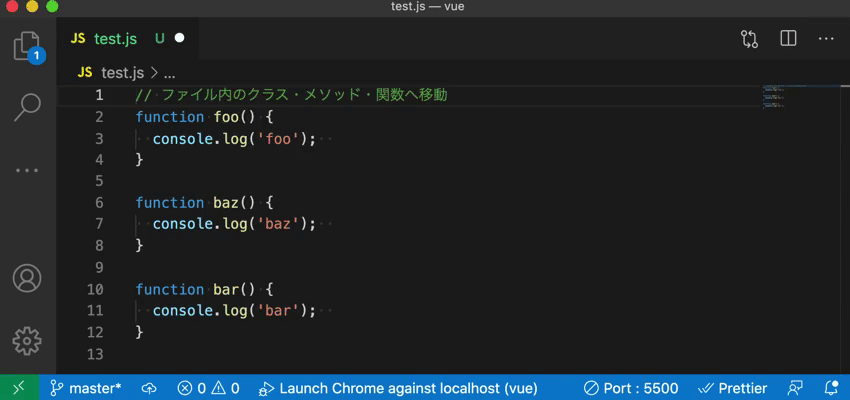 test.js — vue
JS test.js U
1
JS test.js > ...
1 // ファイル内のクラス・メソッド・関数へ移動
2 function foo() {
3 console.log('foo');
4 }
5
6 function baz() {
7 console.log('baz');
8 }
9
10 function bar() {
11 console.log('bar');
12 }
13
master* 0 0 Launch Chrome against localhost (vue) Port : 5500 Prettier